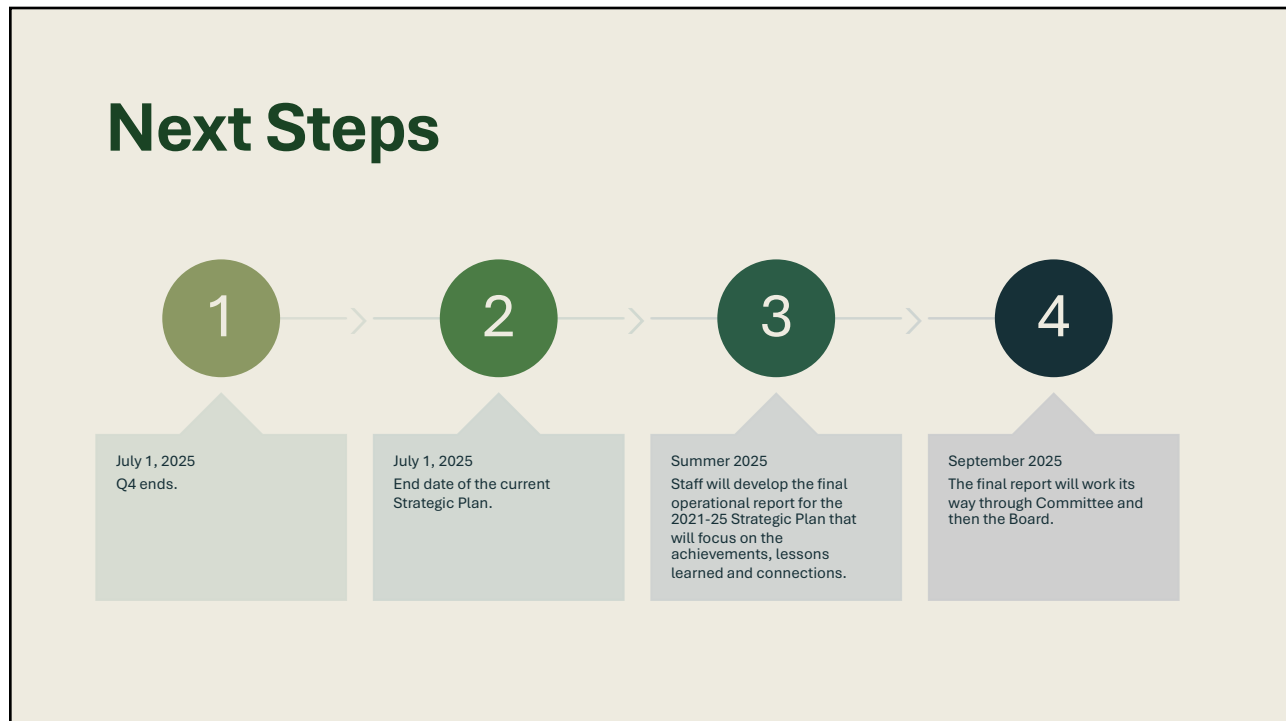 Next Steps
1
2
3
4
July 1, 2025
Q4 ends.
July 1, 2025
End date of the current
Strategic Plan.
Summer 2025
Staff will develop the final
operational report for the
2021-25 Strategic Plan that
will focus on the
achievements, lessons
learned and connections.
September 2025
The final report will work its
way through Committee and
then the Board.